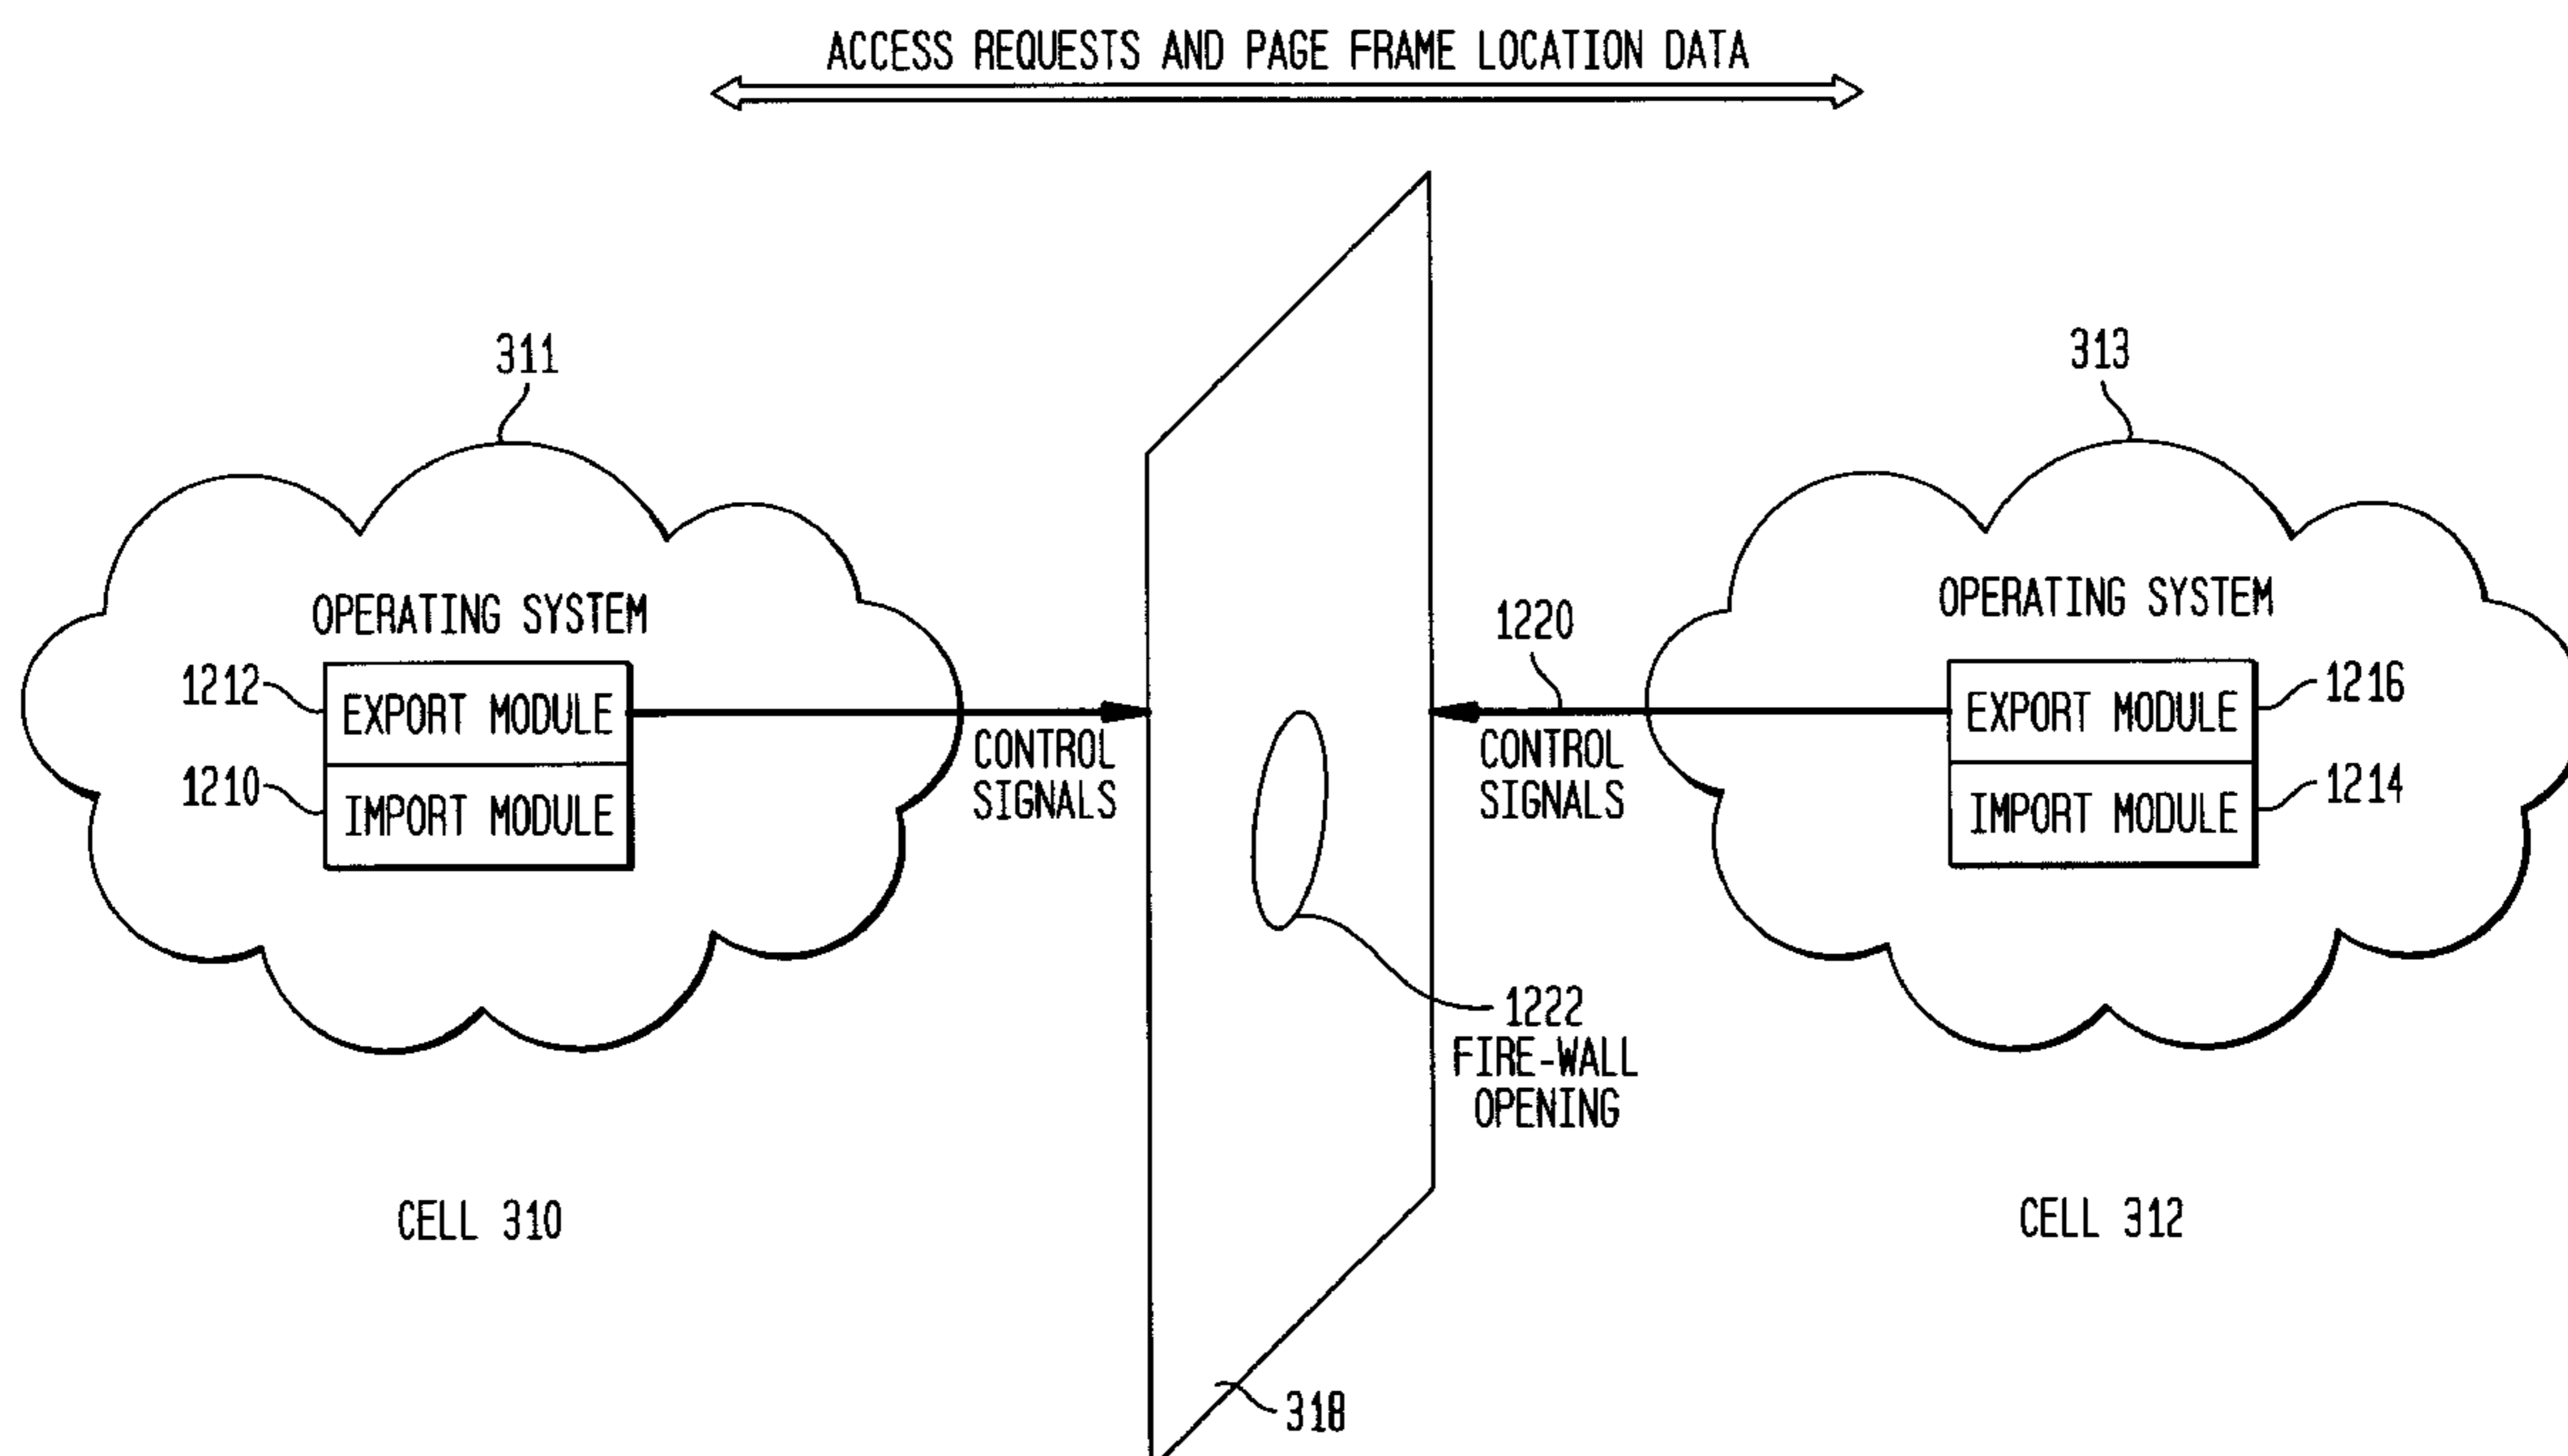 ACCESS REQUESTS AND PAGE FRAME LOCATION DATA
311
313
OPERATING SYSTEM
1212
EXPORT MODULE
1210
IMPORT MODULE
CONTROL
SIGNALS
1220
CONTROL
SIGNALS
OPERATING SYSTEM
EXPORT MODULE
1216
IMPORT MODULE
1214
1222
FIRE-WALL
OPENING
CELL 310
CELL 312
318